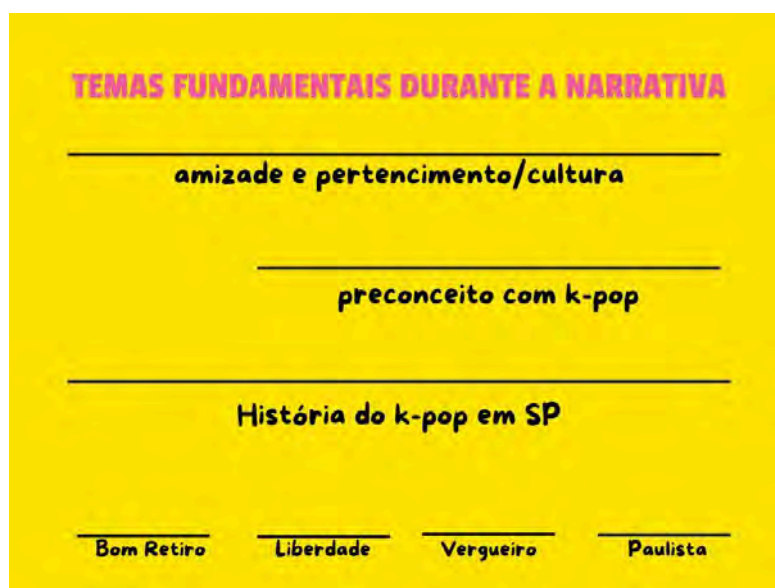 TEMAS FUNDAMENTAIS DURANTE A NARRATIVA
amizade e pertencimento/cultura
preconceito com k-pop
História do k-pop em SP
Bom Retiro Liberdade Vergueiro Paulista